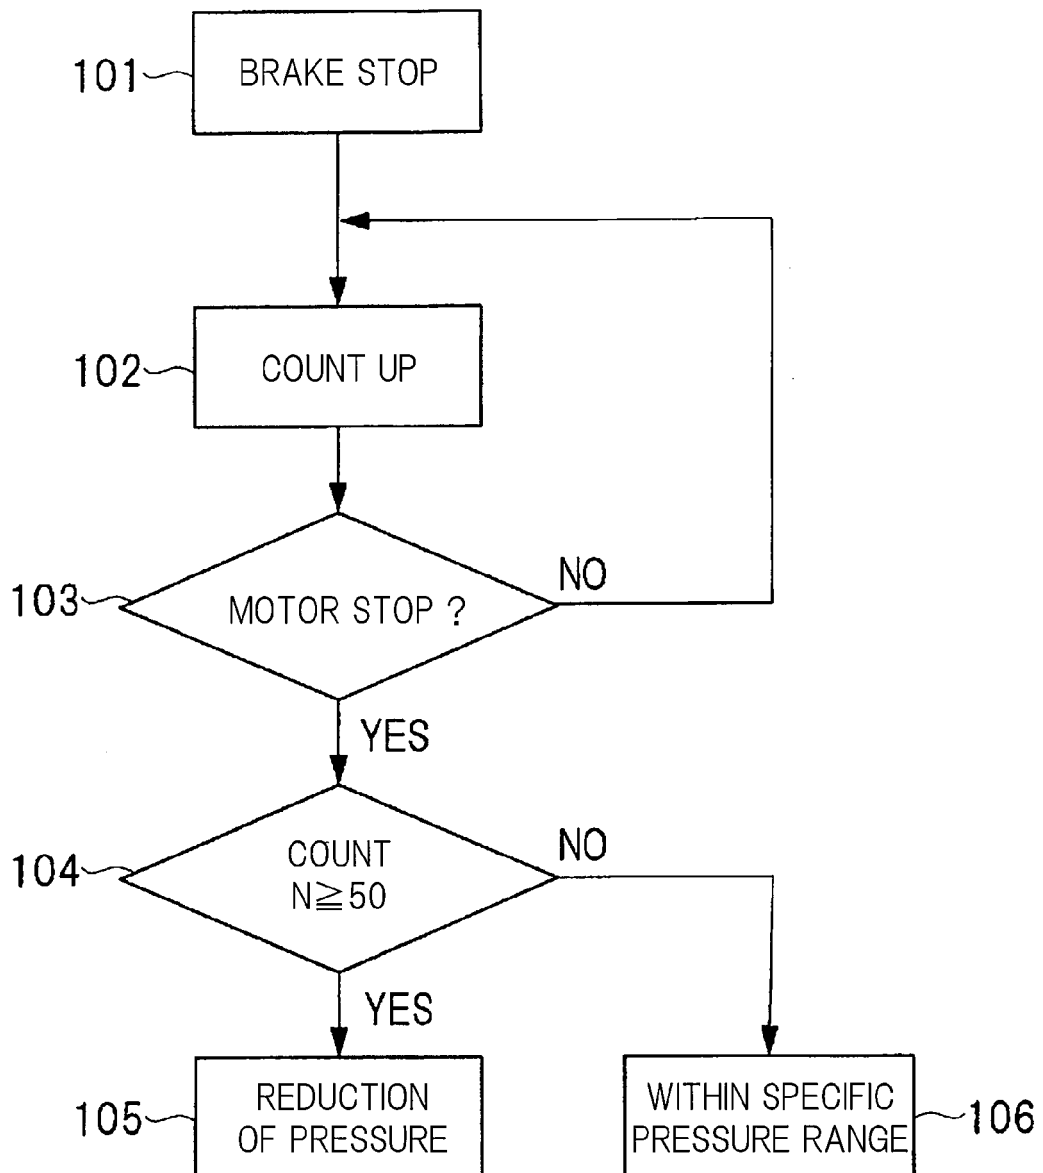 101
BRAKE STOP
102
COUNT UP
103
MOTOR STOP ?
NO
YES
104
COUNT
N≧50
NO
YES
105
REDUCTION
OF PRESSURE
WITHIN SPECIFIC
PRESSURE RANGE
106